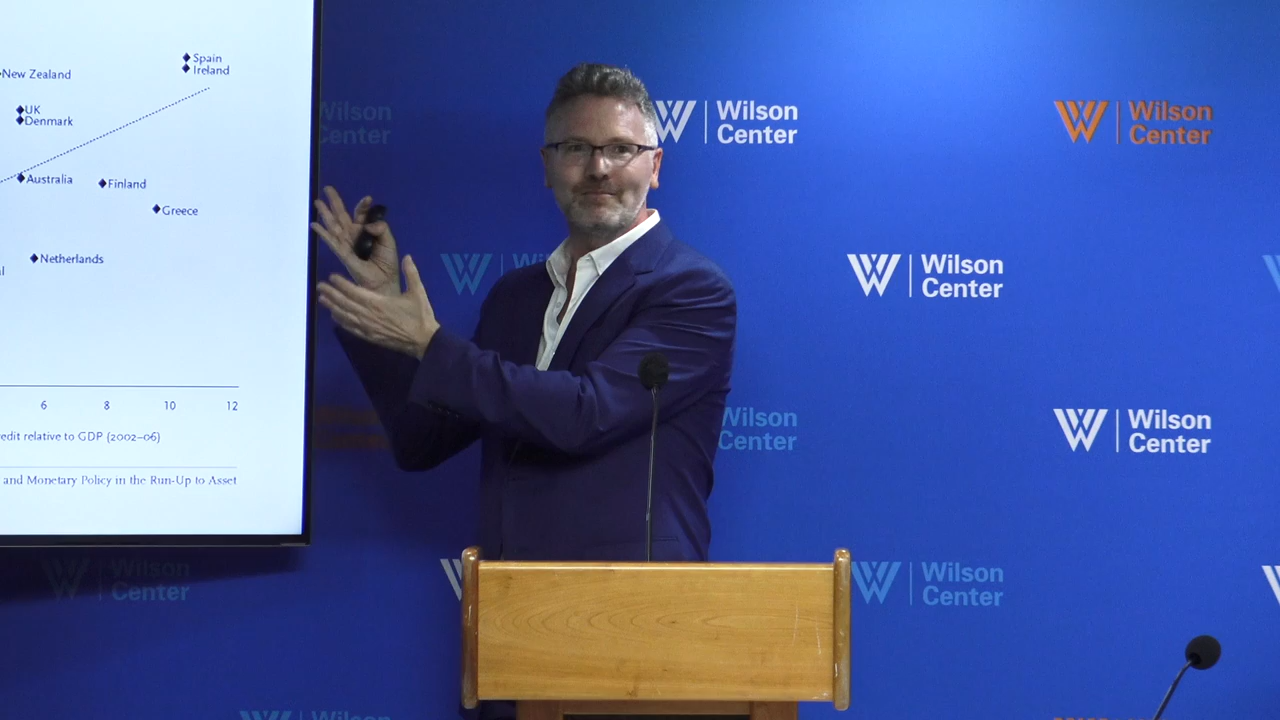 Spain
New Zealand
Ireland
UK
Denmark
Australia
Finland
Greece
Netherlands
6 8 10 12
relative to GDP (2002–06)
and Monetary Policy in the Run-Up to Asset
Wilson
Center
Wilson
Center
Wilson
Center
Wilson
Center
Wilson
Center
Wilson
Center
Wilson
Center
Wilson
Center
Wilson